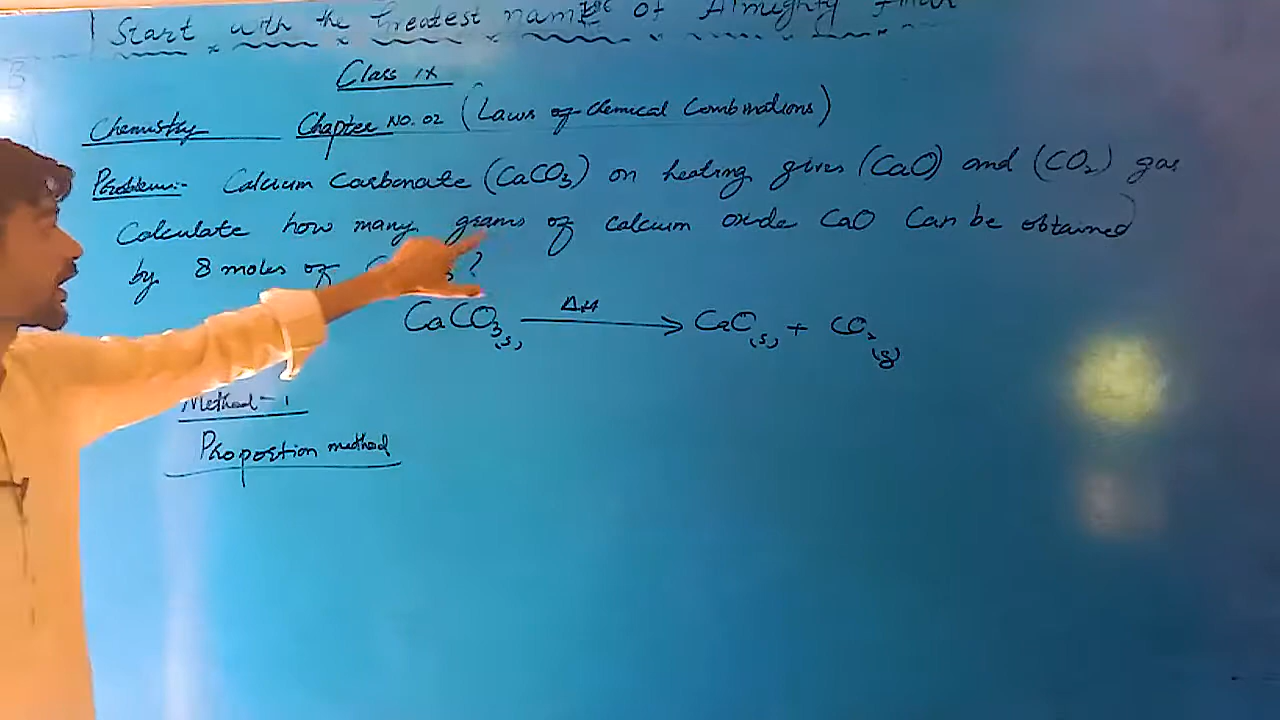 Start with the Greatest name of Almighty Allah
Class IX
Chemistry Chapter No. 02 (Laws of Chemical Combinations)
Problem:- Calcium Carbonate (CaCO3) on heating gives (CaO) and (CO2) gas
Calculate how many grams of calcium oxide CaO Can be obtained
by 8 moles of ?
CaCO3(s) ΔH → CaO(s) + CO2(g)
Method-1
Proportion method